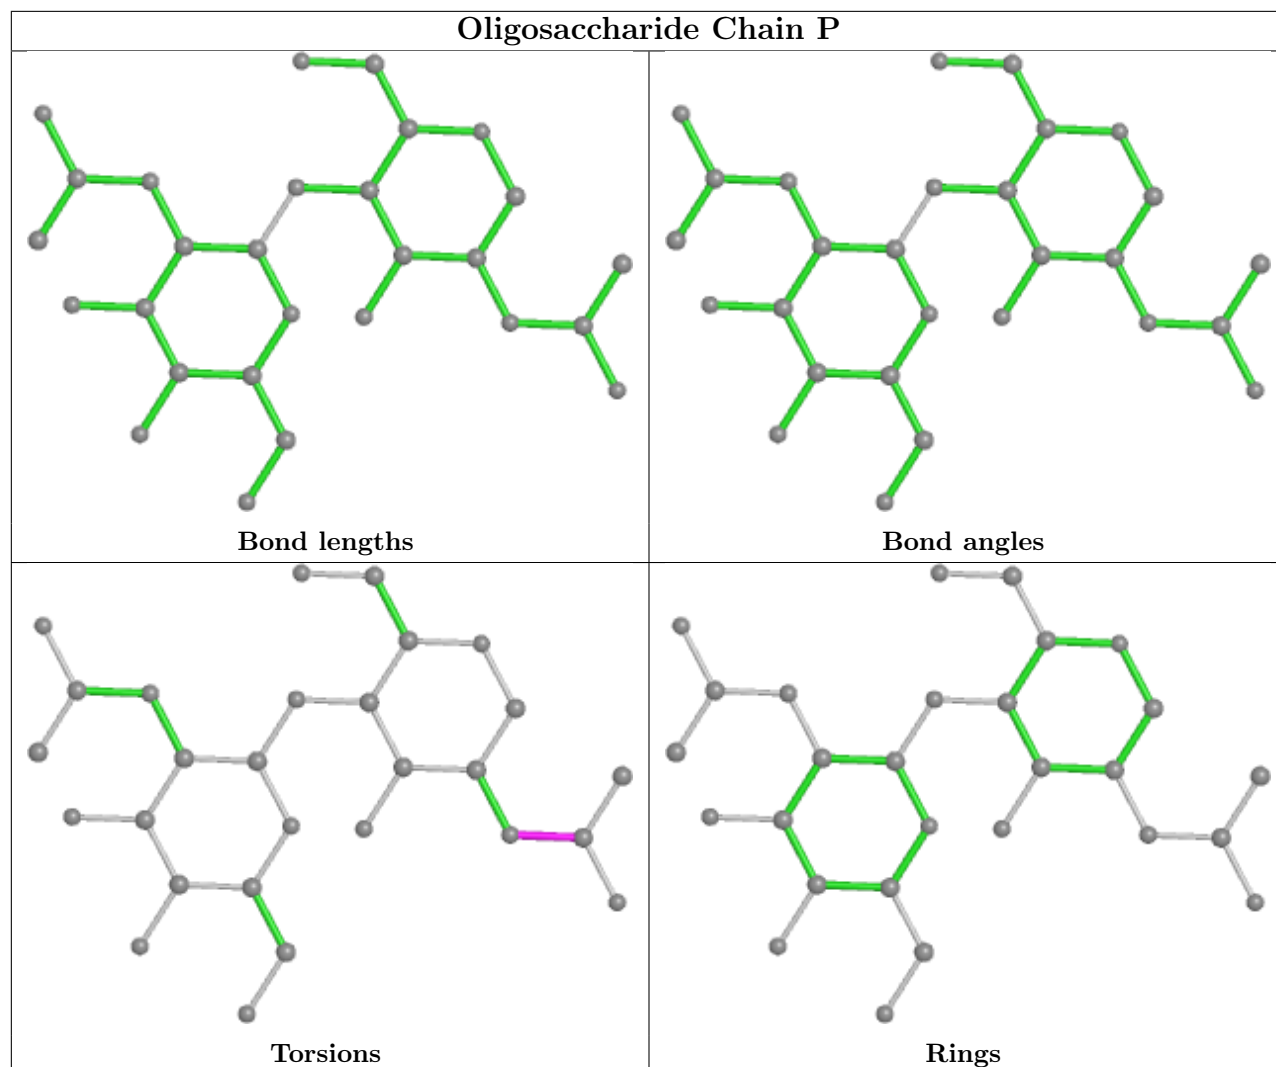 Oligosaccharide Chain P
Bond lengths
Bond angles
Torsions
Rings